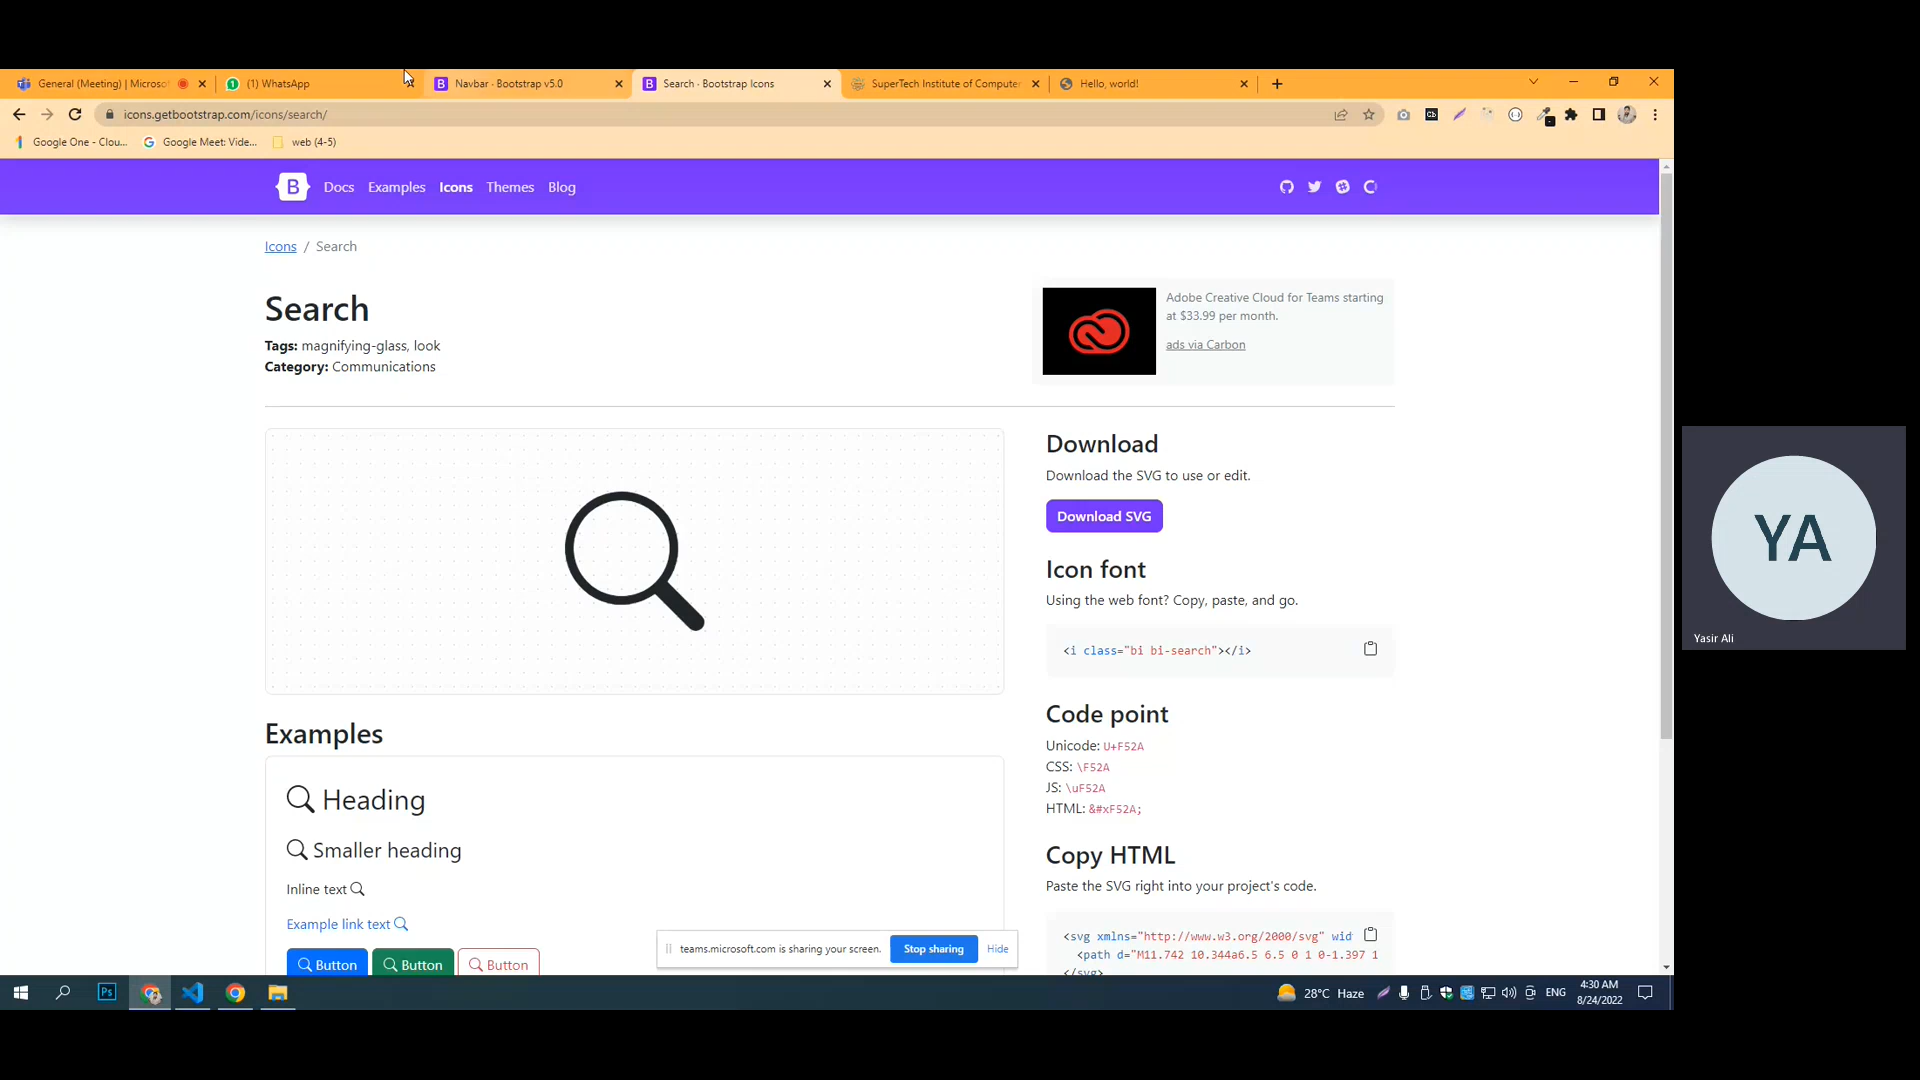 General (Meeting) | Microso
(1) WhatsApp
Navbar · Bootstrap v5.0
Search · Bootstrap Icons
SuperTech Institute of Computer
Hello, world!
icons.getbootstrap.com/icons/search/
Google One - Clou...
Google Meet: Vide...
web (4-5)
B
Docs
Examples
Icons
Themes
Blog
Icons / Search
Search
Tags: magnifying-glass, look
Category: Communications
Adobe Creative Cloud for Teams starting
at $33.99 per month.
ads via Carbon
Download
Download the SVG to use or edit.
Download SVG
Icon font
Using the web font? Copy, paste, and go.
<i class="bi bi-search"></i>
Code point
Unicode: U+F52A
CSS: \F52A
JS: \uF52A
HTML: &#xF52A;
Copy HTML
Paste the SVG right into your project's code.
<svg xmlns="http://www.w3.org/2000/svg" wid
<path d="M11.742 10.344a6.5 6.5 0 1 0-1.397 1
</svg>
Examples
Heading
Smaller heading
Inline text
Example link text
Button
Button
Button
teams.microsoft.com is sharing your screen.
Stop sharing
Hide
YA
Yasir Ali
Ps
28°C Haze
ENG
4:30 AM
8/24/2022